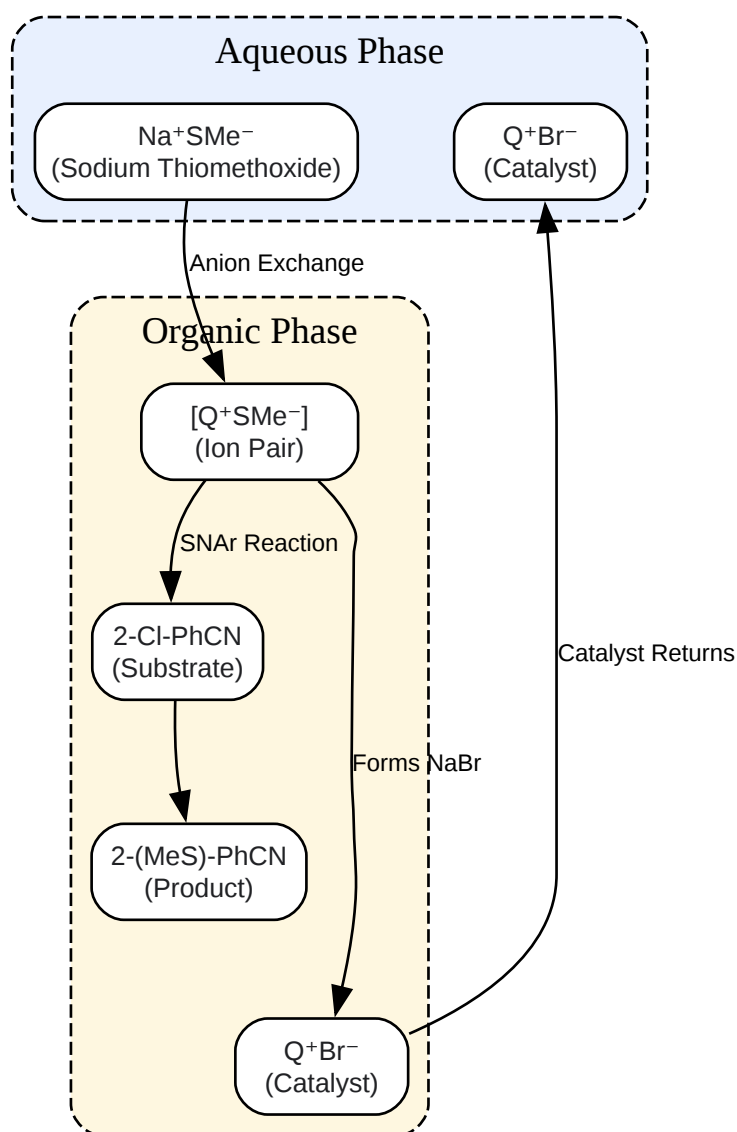 Aqueous Phase
Na⁺SMe⁻
(Sodium Thiomethoxide)
Q⁺Br⁻
(Catalyst)
Anion Exchange
Organic Phase
[Q⁺SMe⁻]
(Ion Pair)
SNAr Reaction
2-Cl-PhCN
(Substrate)
Catalyst Returns
Forms NaBr
2-(MeS)-PhCN
(Product)
Q⁺Br⁻
(Catalyst)